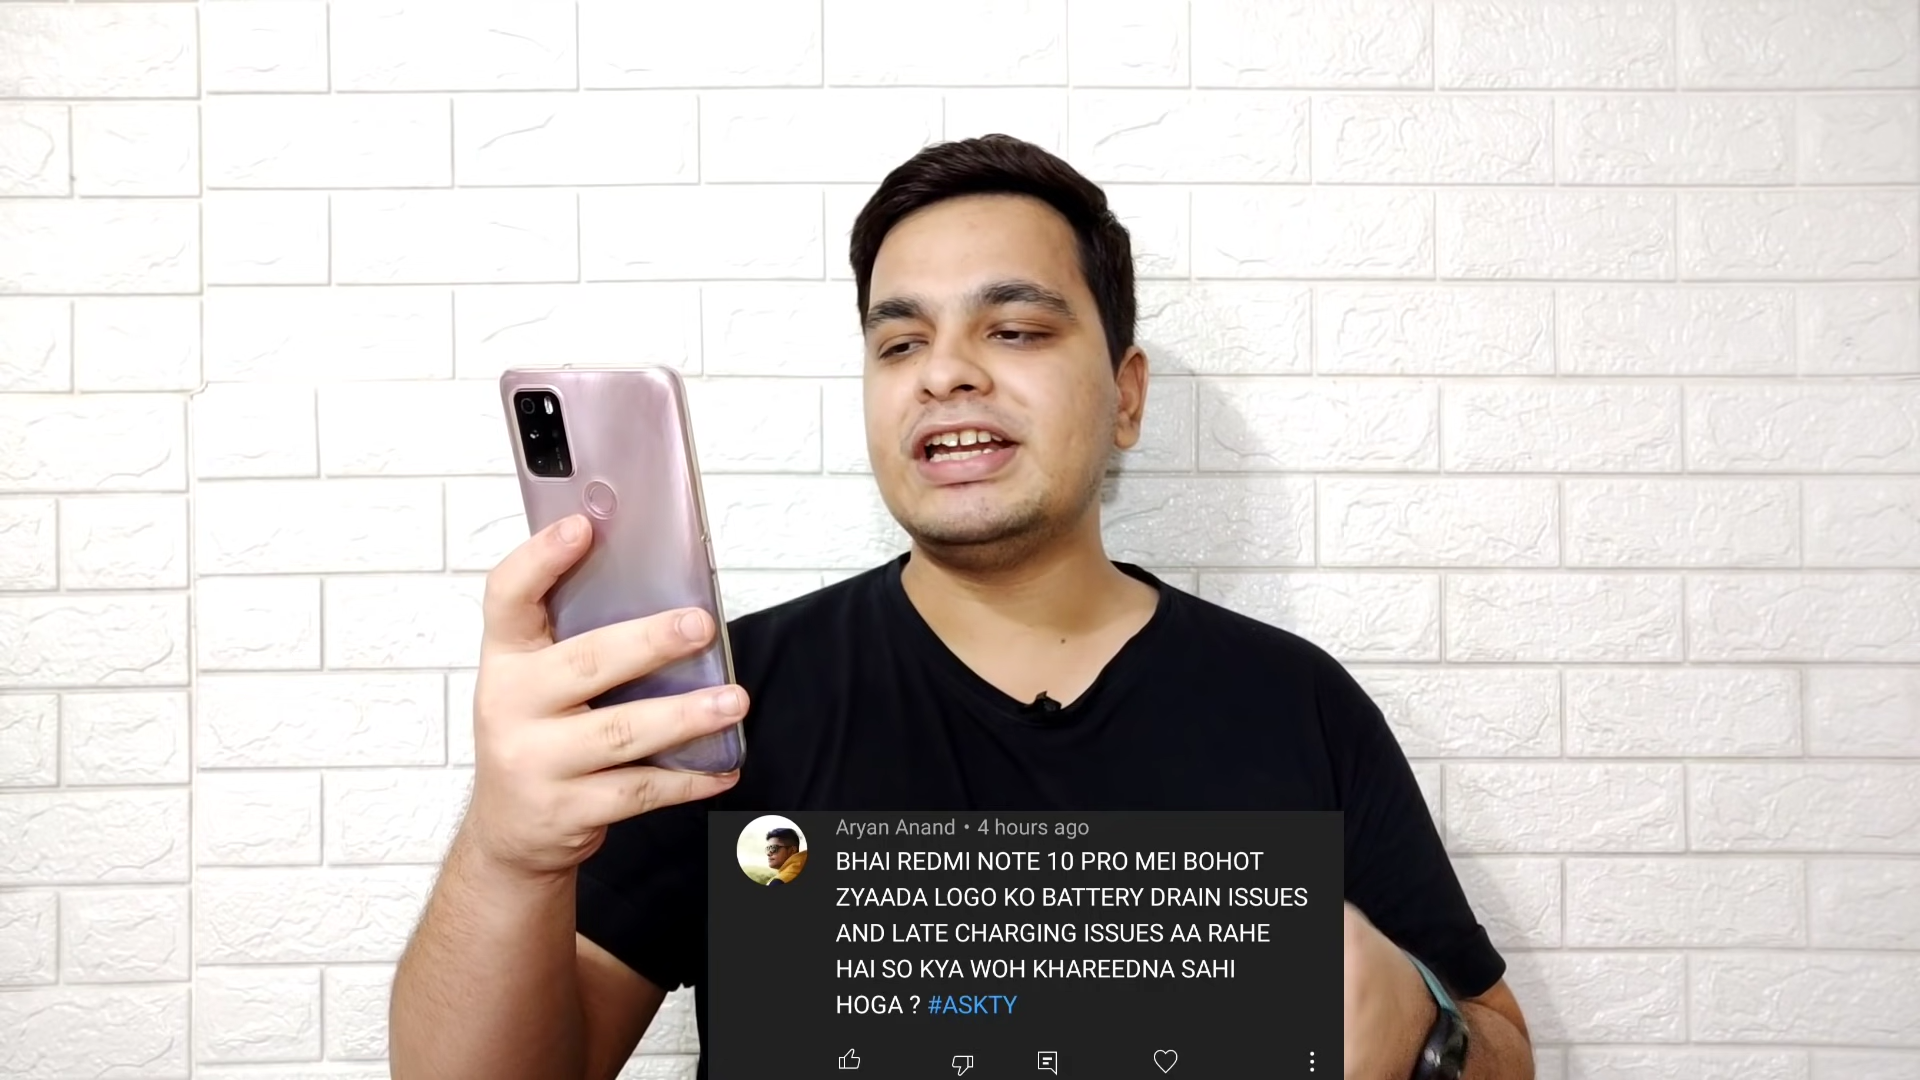 Aryan Anand • 4 hours ago
BHAI REDMI NOTE 10 PRO MEI BOHOT
ZYAADA LOGO KO BATTERY DRAIN ISSUES
AND LATE CHARGING ISSUES AA RAHE
HAI SO KYA WOH KHAREEDNA SAHI
HOGA ? #ASKTY